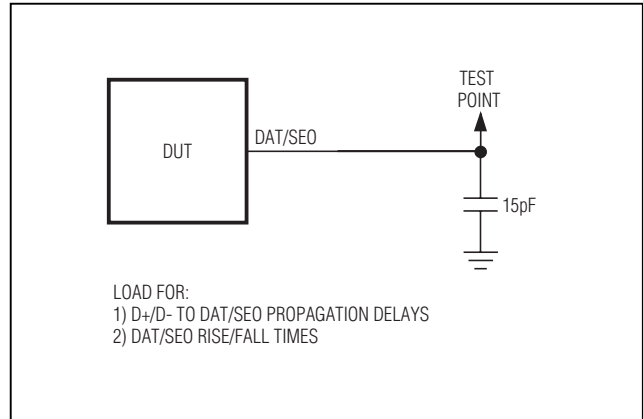 TEST
POINT
DAT/SEO
DUT
15pF
LOAD FOR:
1) D+/D- TO DAT/SEO PROPAGATION DELAYS
2) DAT/SEO RISE/FALL TIMES